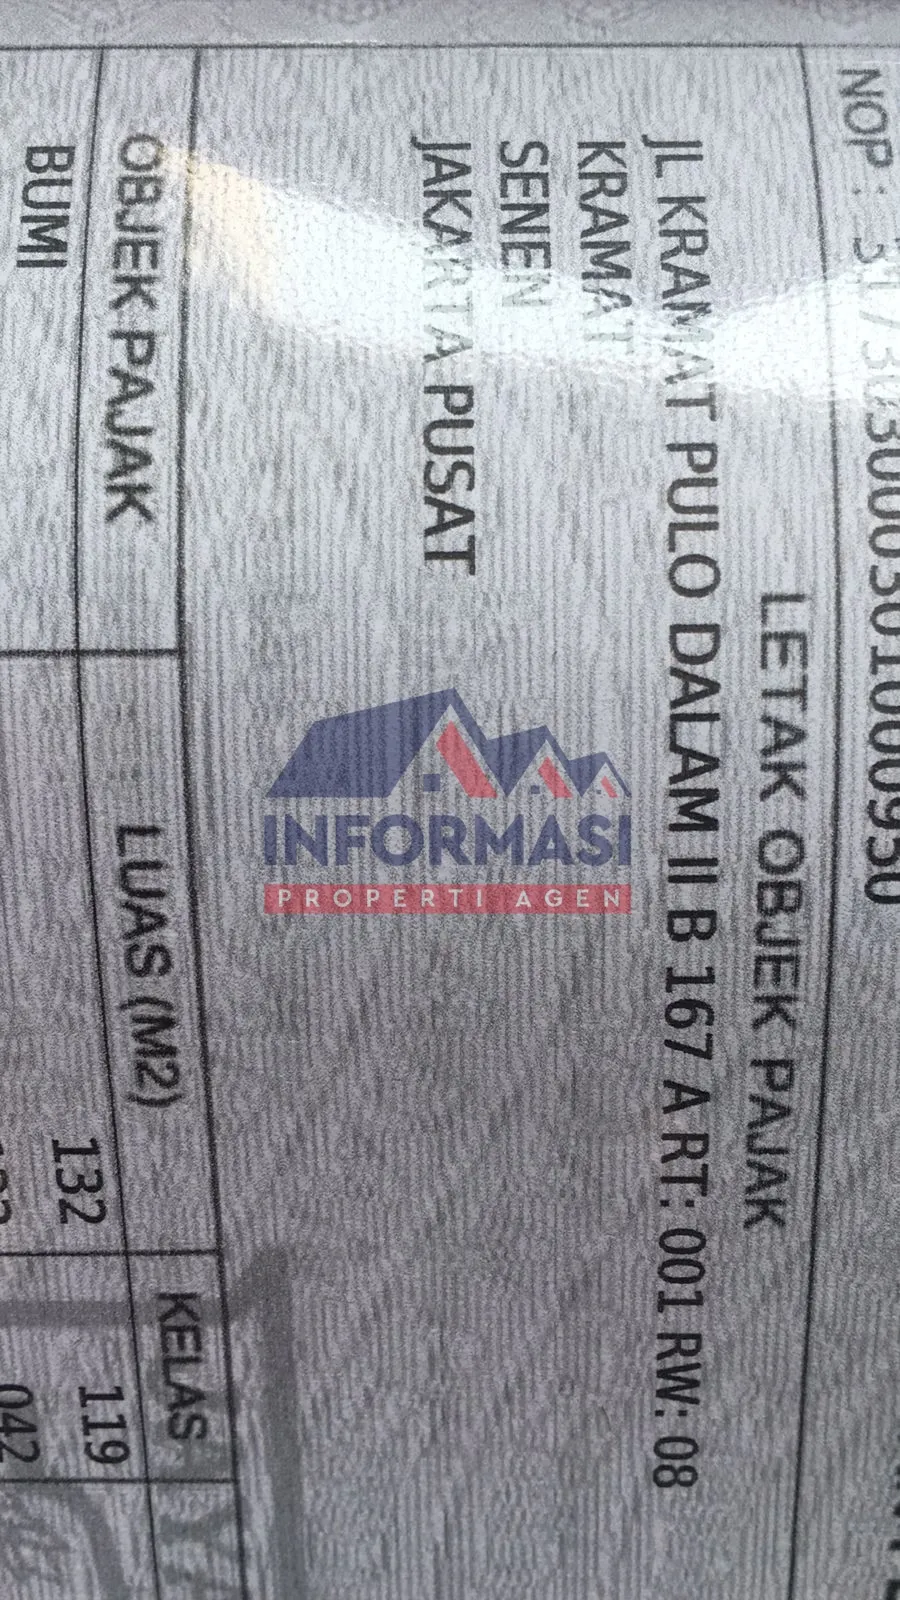 NOP :
LETAK OBJEK PAJAK
JL KRAMAT PULO DALAM II B 167 A RT: 001 RW: 08
KRAMAT
SENEN
JAKARTA PUSAT
OBJEK PAJAK LUAS (M2) KELAS
BUMI 132 119
042
INFORMASI
PROPERTI AGEN